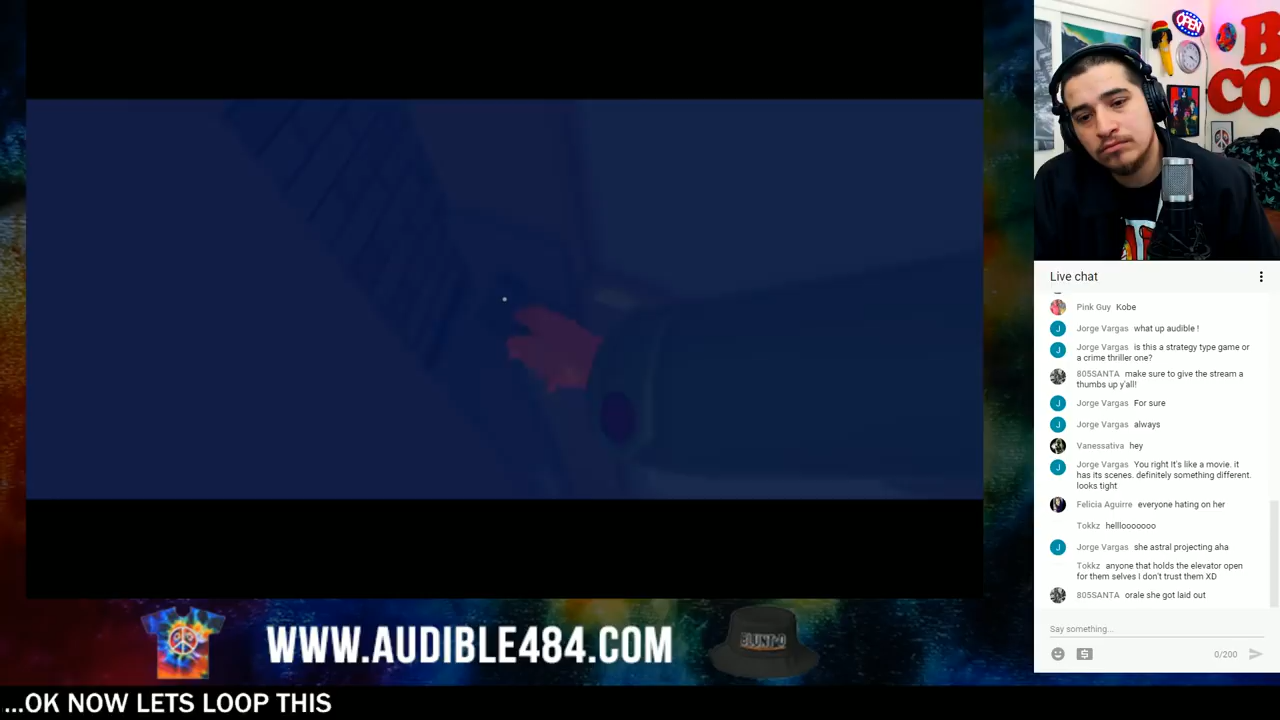 OPEN
B
CO
Live chat
Pink Guy Kobe
Jorge Vargas what up audible !
Jorge Vargas is this a strategy type game or
a crime thriller one?
805SANTA make sure to give the stream a
thumbs up y'all!
Jorge Vargas For sure
Jorge Vargas always
Vanessativa hey
Jorge Vargas You right it's like a movie. it
has its scenes. definitely something different.
looks tight
Felicia Aguirre everyone hating on her
Tokkz helllooooooo
Jorge Vargas she astral projecting aha
Tokkz anyone that holds the elevator open
for them selves I don't trust them XD
805SANTA orale she got laid out
Say something...
0/200
WWW.AUDIBLE484.COM
...OK NOW LETS LOOP THIS